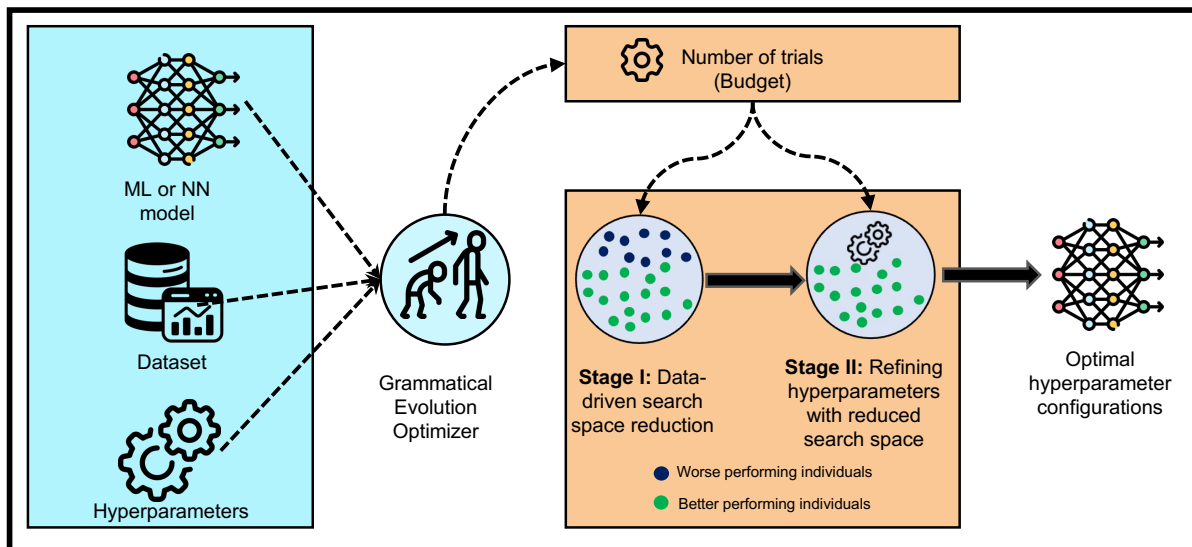 ML or NN
model
Dataset
Hyperparameters
Grammatical
Evolution
Optimizer
Number of trials
(Budget)
Stage I: Data-
driven search
space reduction
Stage II: Refining
hyperparameters
with reduced
search space
Worse performing individuals
Better performing individuals
Optimal
hyperparameter
configurations